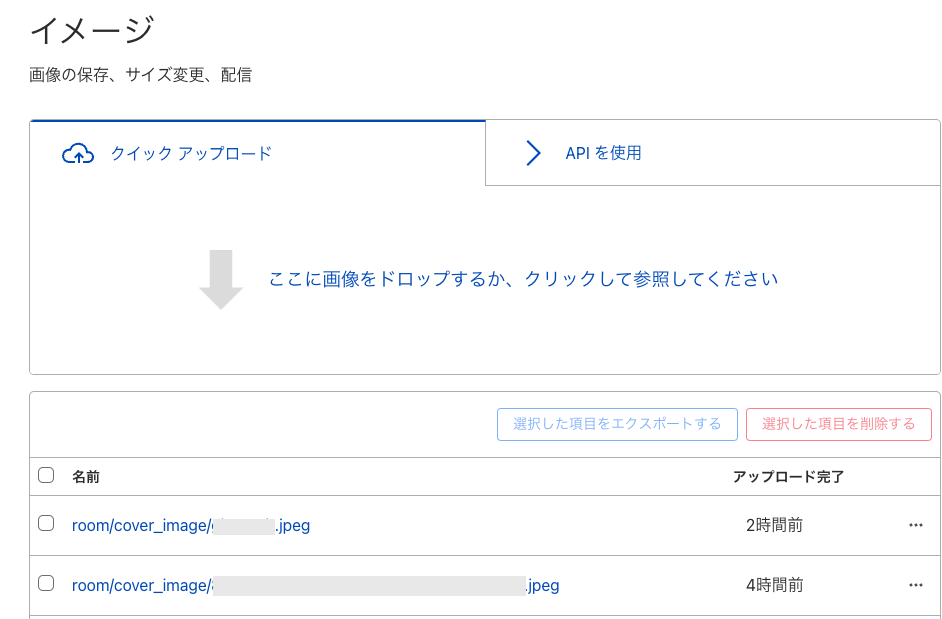 イメージ
画像の保存、サイズ変更、配信
クイック アップロード
API を使用
ここに画像をドロップするか、クリックして参照してください
選択した項目をエクスポートする
選択した項目を削除する
名前 アップロード完了
room/cover_image/ .jpeg 2時間前
room/cover_image/ .jpeg 4時間前